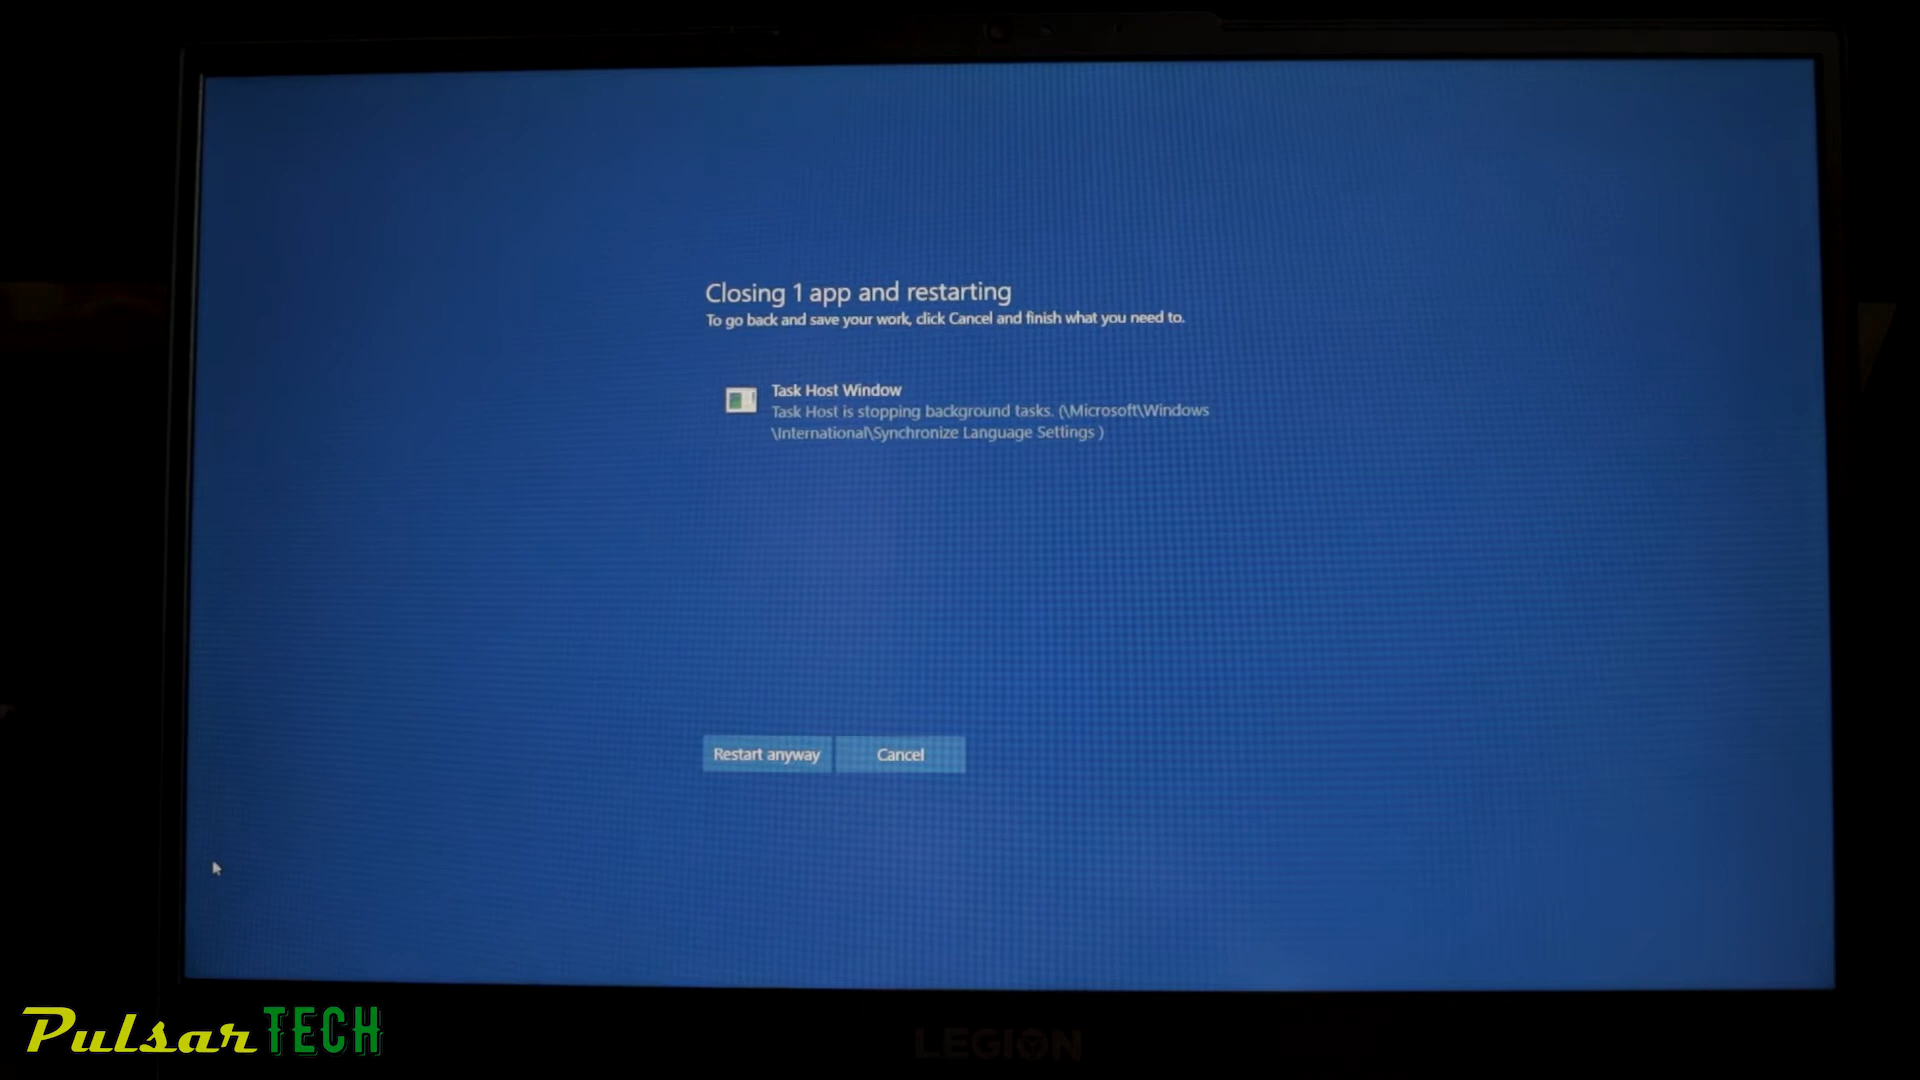 Closing 1 app and restarting
To go back and save your work, click Cancel and finish what you need to.
Task Host Window
Task Host is stopping background tasks. (\Microsoft\Windows
\International\Synchronize Language Settings )
Restart anyway
Cancel
PulsarTECH
LEGION